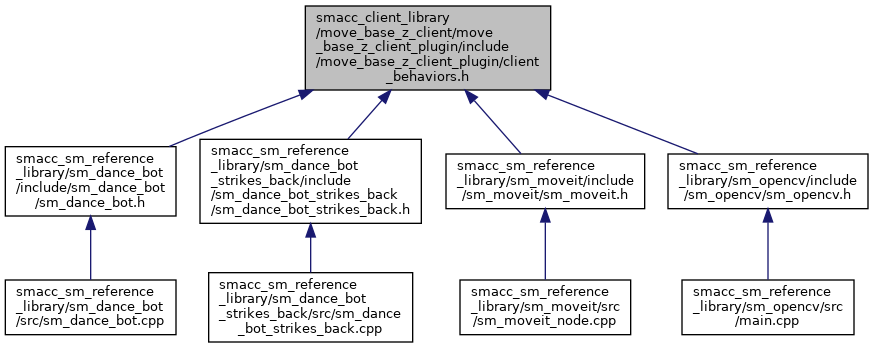 smacc_client_library
/move_base_z_client/move
_base_z_client_plugin/include
/move_base_z_client_plugin/client
_behaviors.h
smacc_sm_reference
_library/sm_dance_bot
/include/sm_dance_bot
/sm_dance_bot.h
smacc_sm_reference
_library/sm_dance_bot
_strikes_back/include
/sm_dance_bot_strikes_back
/sm_dance_bot_strikes_back.h
smacc_sm_reference
_library/sm_moveit/include
/sm_moveit/sm_moveit.h
smacc_sm_reference
_library/sm_opencv/include
/sm_opencv/sm_opencv.h
smacc_sm_reference
_library/sm_dance_bot
/src/sm_dance_bot.cpp
smacc_sm_reference
_library/sm_dance_bot
_strikes_back/src/sm_dance
_bot_strikes_back.cpp
smacc_sm_reference
_library/sm_moveit/src
/sm_moveit_node.cpp
smacc_sm_reference
_library/sm_opencv/src
/main.cpp